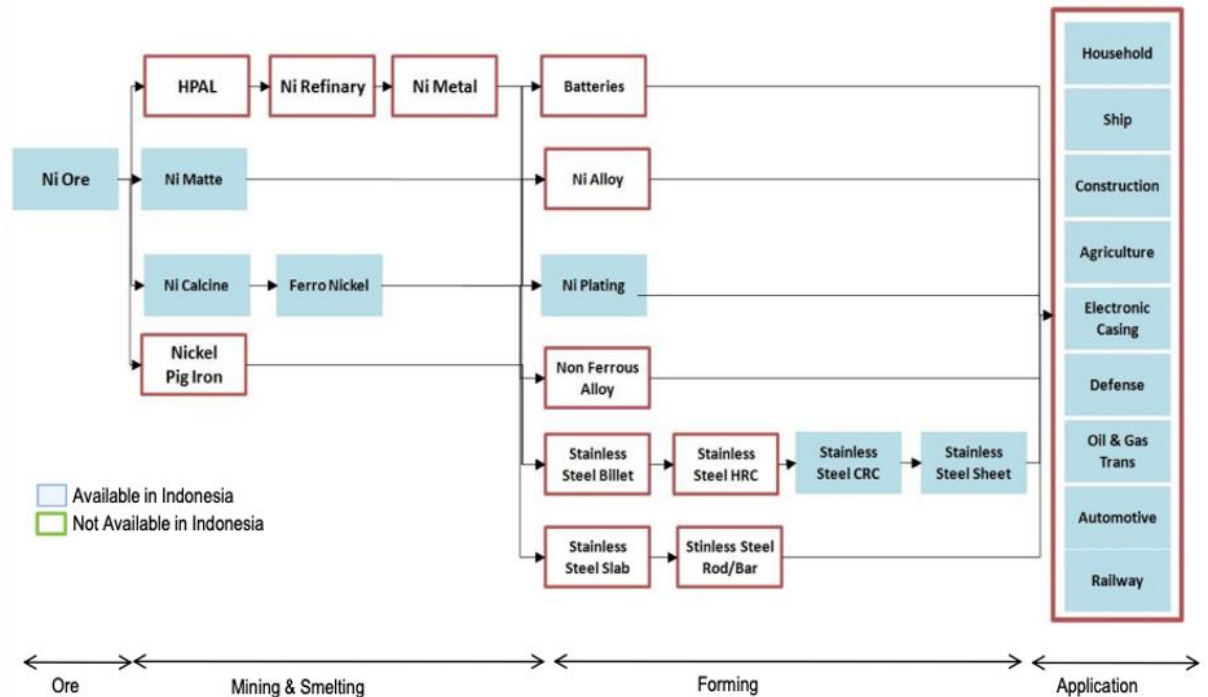 HPAL
Ni Refinary
Ni Metal
Batteries
Ni Ore
Ni Matte
Ni Alloy
Ni Calcine
Ferro Nickel
Ni Plating
Nickel
Pig Iron
Non Ferrous
Alloy
Stainless
Steel Billet
Stainless
Steel HRC
Stainless
Steel CRC
Stainless
Steel Sheet
Stainless
Steel Slab
Stinless Steel
Rod/Bar
Household
Ship
Construction
Agriculture
Electronic
Casing
Defense
Oil & Gas
Trans
Automotive
Railway
Available in Indonesia
Not Available in Indonesia
Ore
Mining & Smelting
Forming
Application